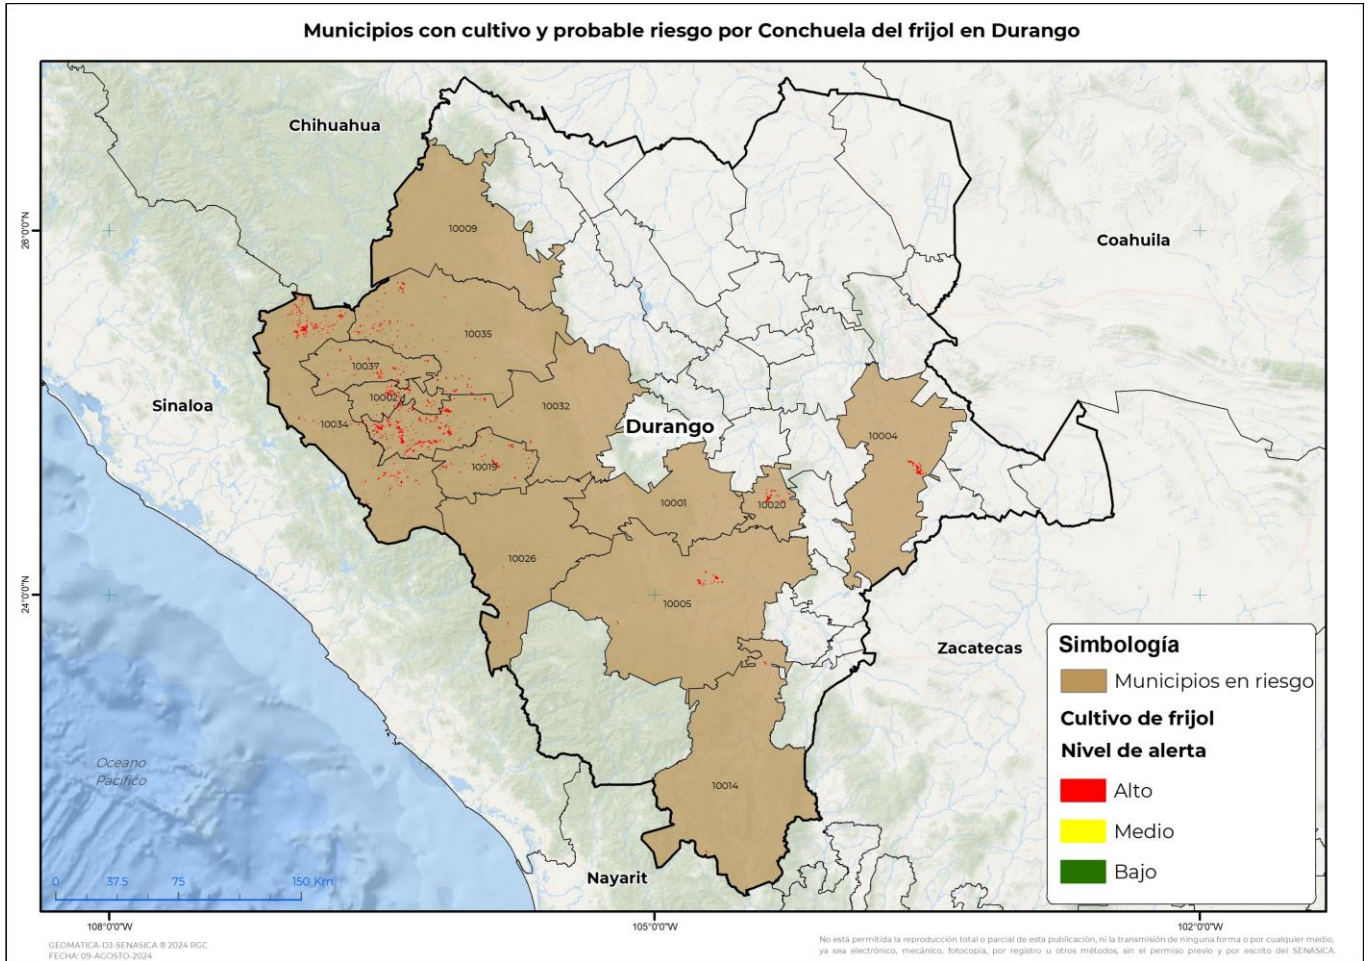 Municipios con cultivo y probable riesgo por Conchuela del frijol en Durango
Chihuahua
Coahuila
Sinaloa
Durango
Zacatecas
Nayarit
Oceano
Pacífico
10009
10035
10037
10002
10034
10032
10019
10004
10001
10020
10026
10005
10014
26°0'0"N
24°0'0"N
108°0'0"W
105°0'0"W
102°0'0"W
0 37.5 75 150 Km
Simbología
Municipios en riesgo
Cultivo de frijol
Nivel de alerta
Alto
Medio
Bajo
GEOMATICA-DJ-SENASICA ® 2024 RGC
FECHA: 09-AGOSTO-2024
No está permitida la reproducción total o parcial de esta publicación, ni la transmisión de ninguna forma o por cualquier medio,
ya sea electrónico, mecánico, fotocopia, por registro u otros métodos, sin el permiso previo y por escrito del SENASICA.